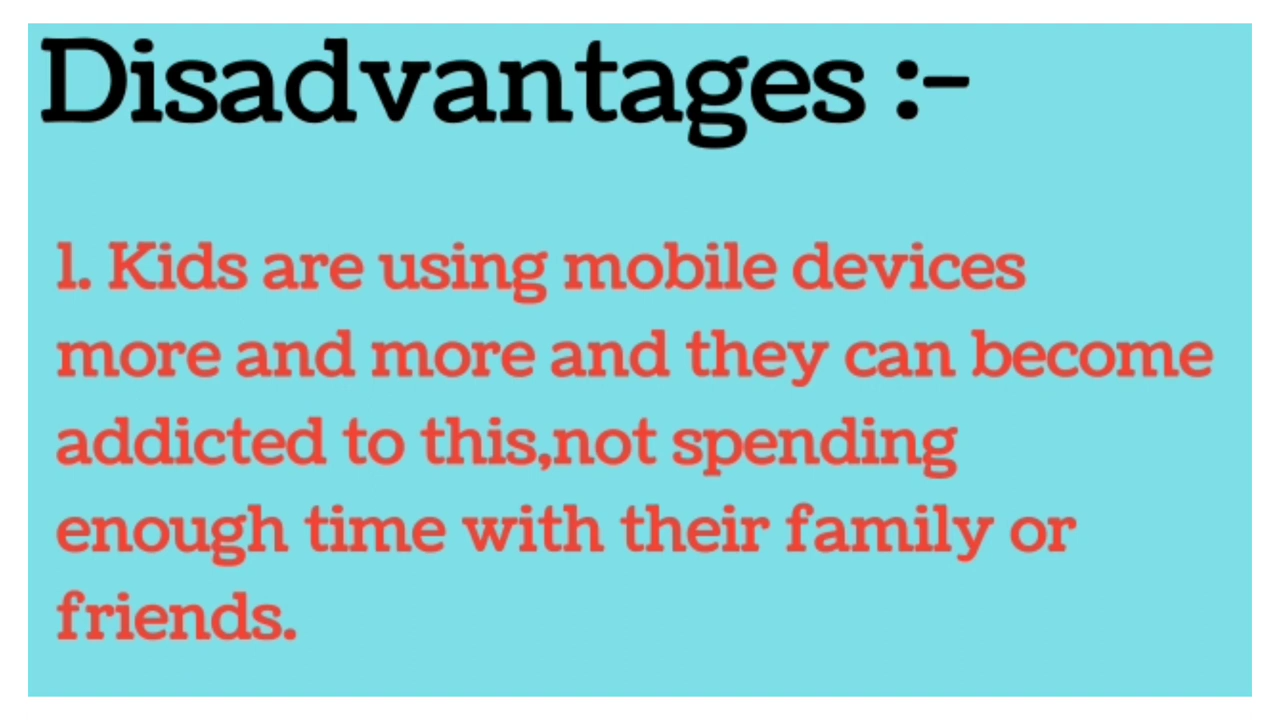 Disadvantages :-
1. Kids are using mobile devices
more and more and they can become
addicted to this,not spending
enough time with their family or
friends.